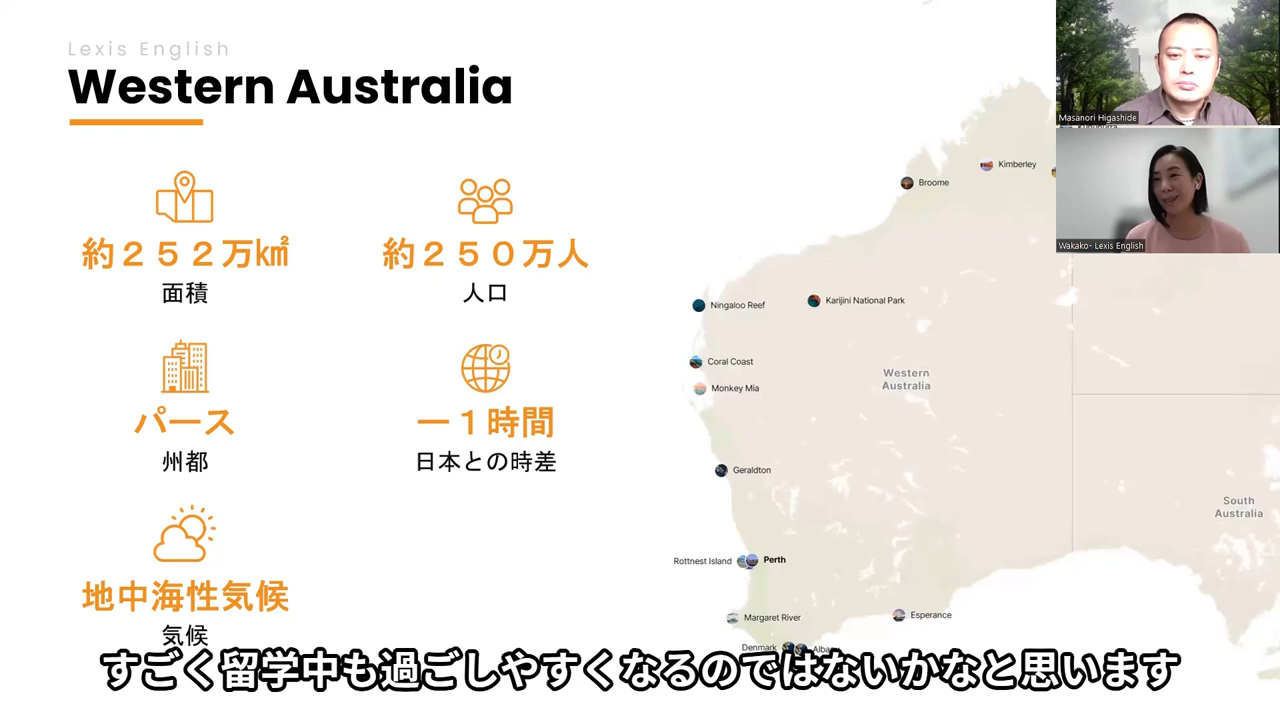 Lexis English
Western Australia
約２５２万㎢
面積
約２５０万人
人口
パース
州都
ー１時間
日本との時差
地中海性気候
気候
Kimberley
Broome
Ningaloo Reef
Karijini National Park
Coral Coast
Monkey Mia
Western
Australia
Geraldton
South
Australia
Rottnest Island
Perth
Margaret River
Esperance
Denmark
Masanori Higashide
Wakako- Lexis English
すごく留学中も過ごしやすくなるのではないかなと思います